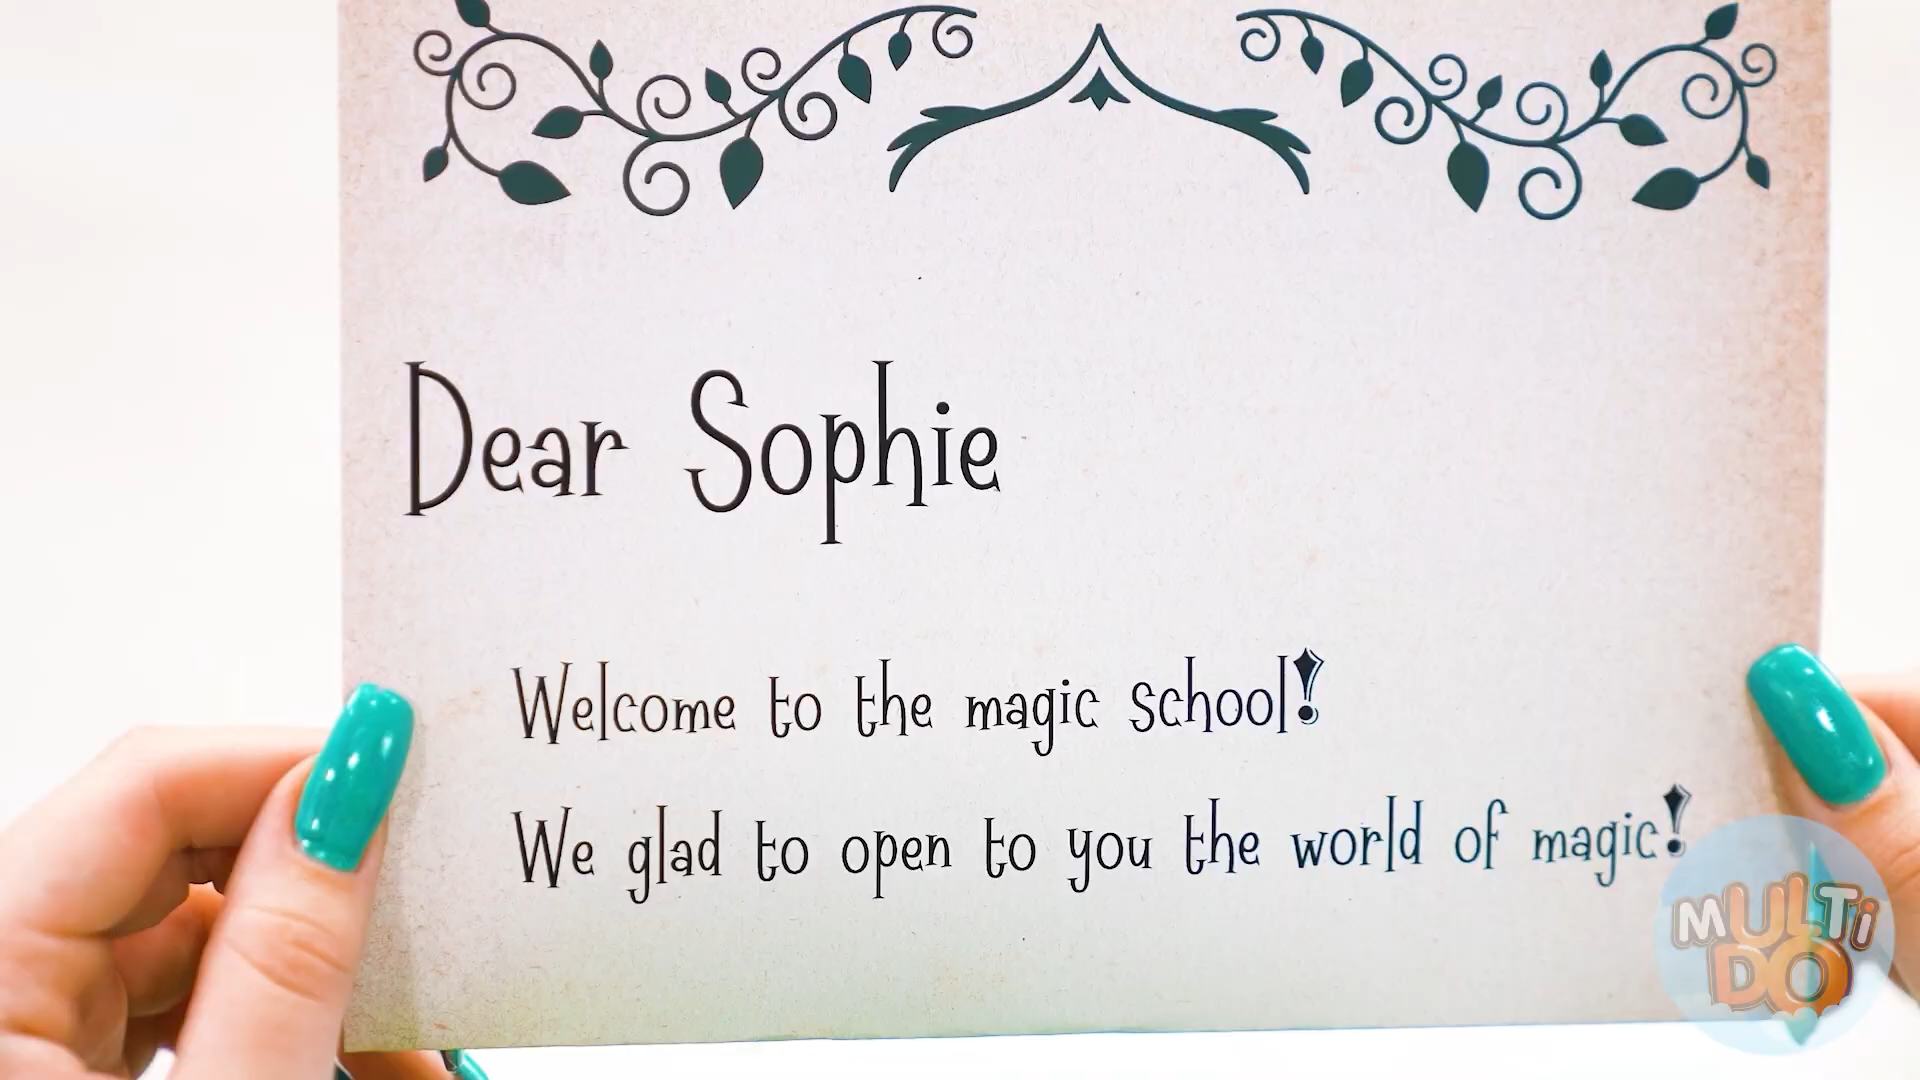 Dear Sophie
Welcome to the magic school!
We glad to open to you the world of magic!
MULTi
DO